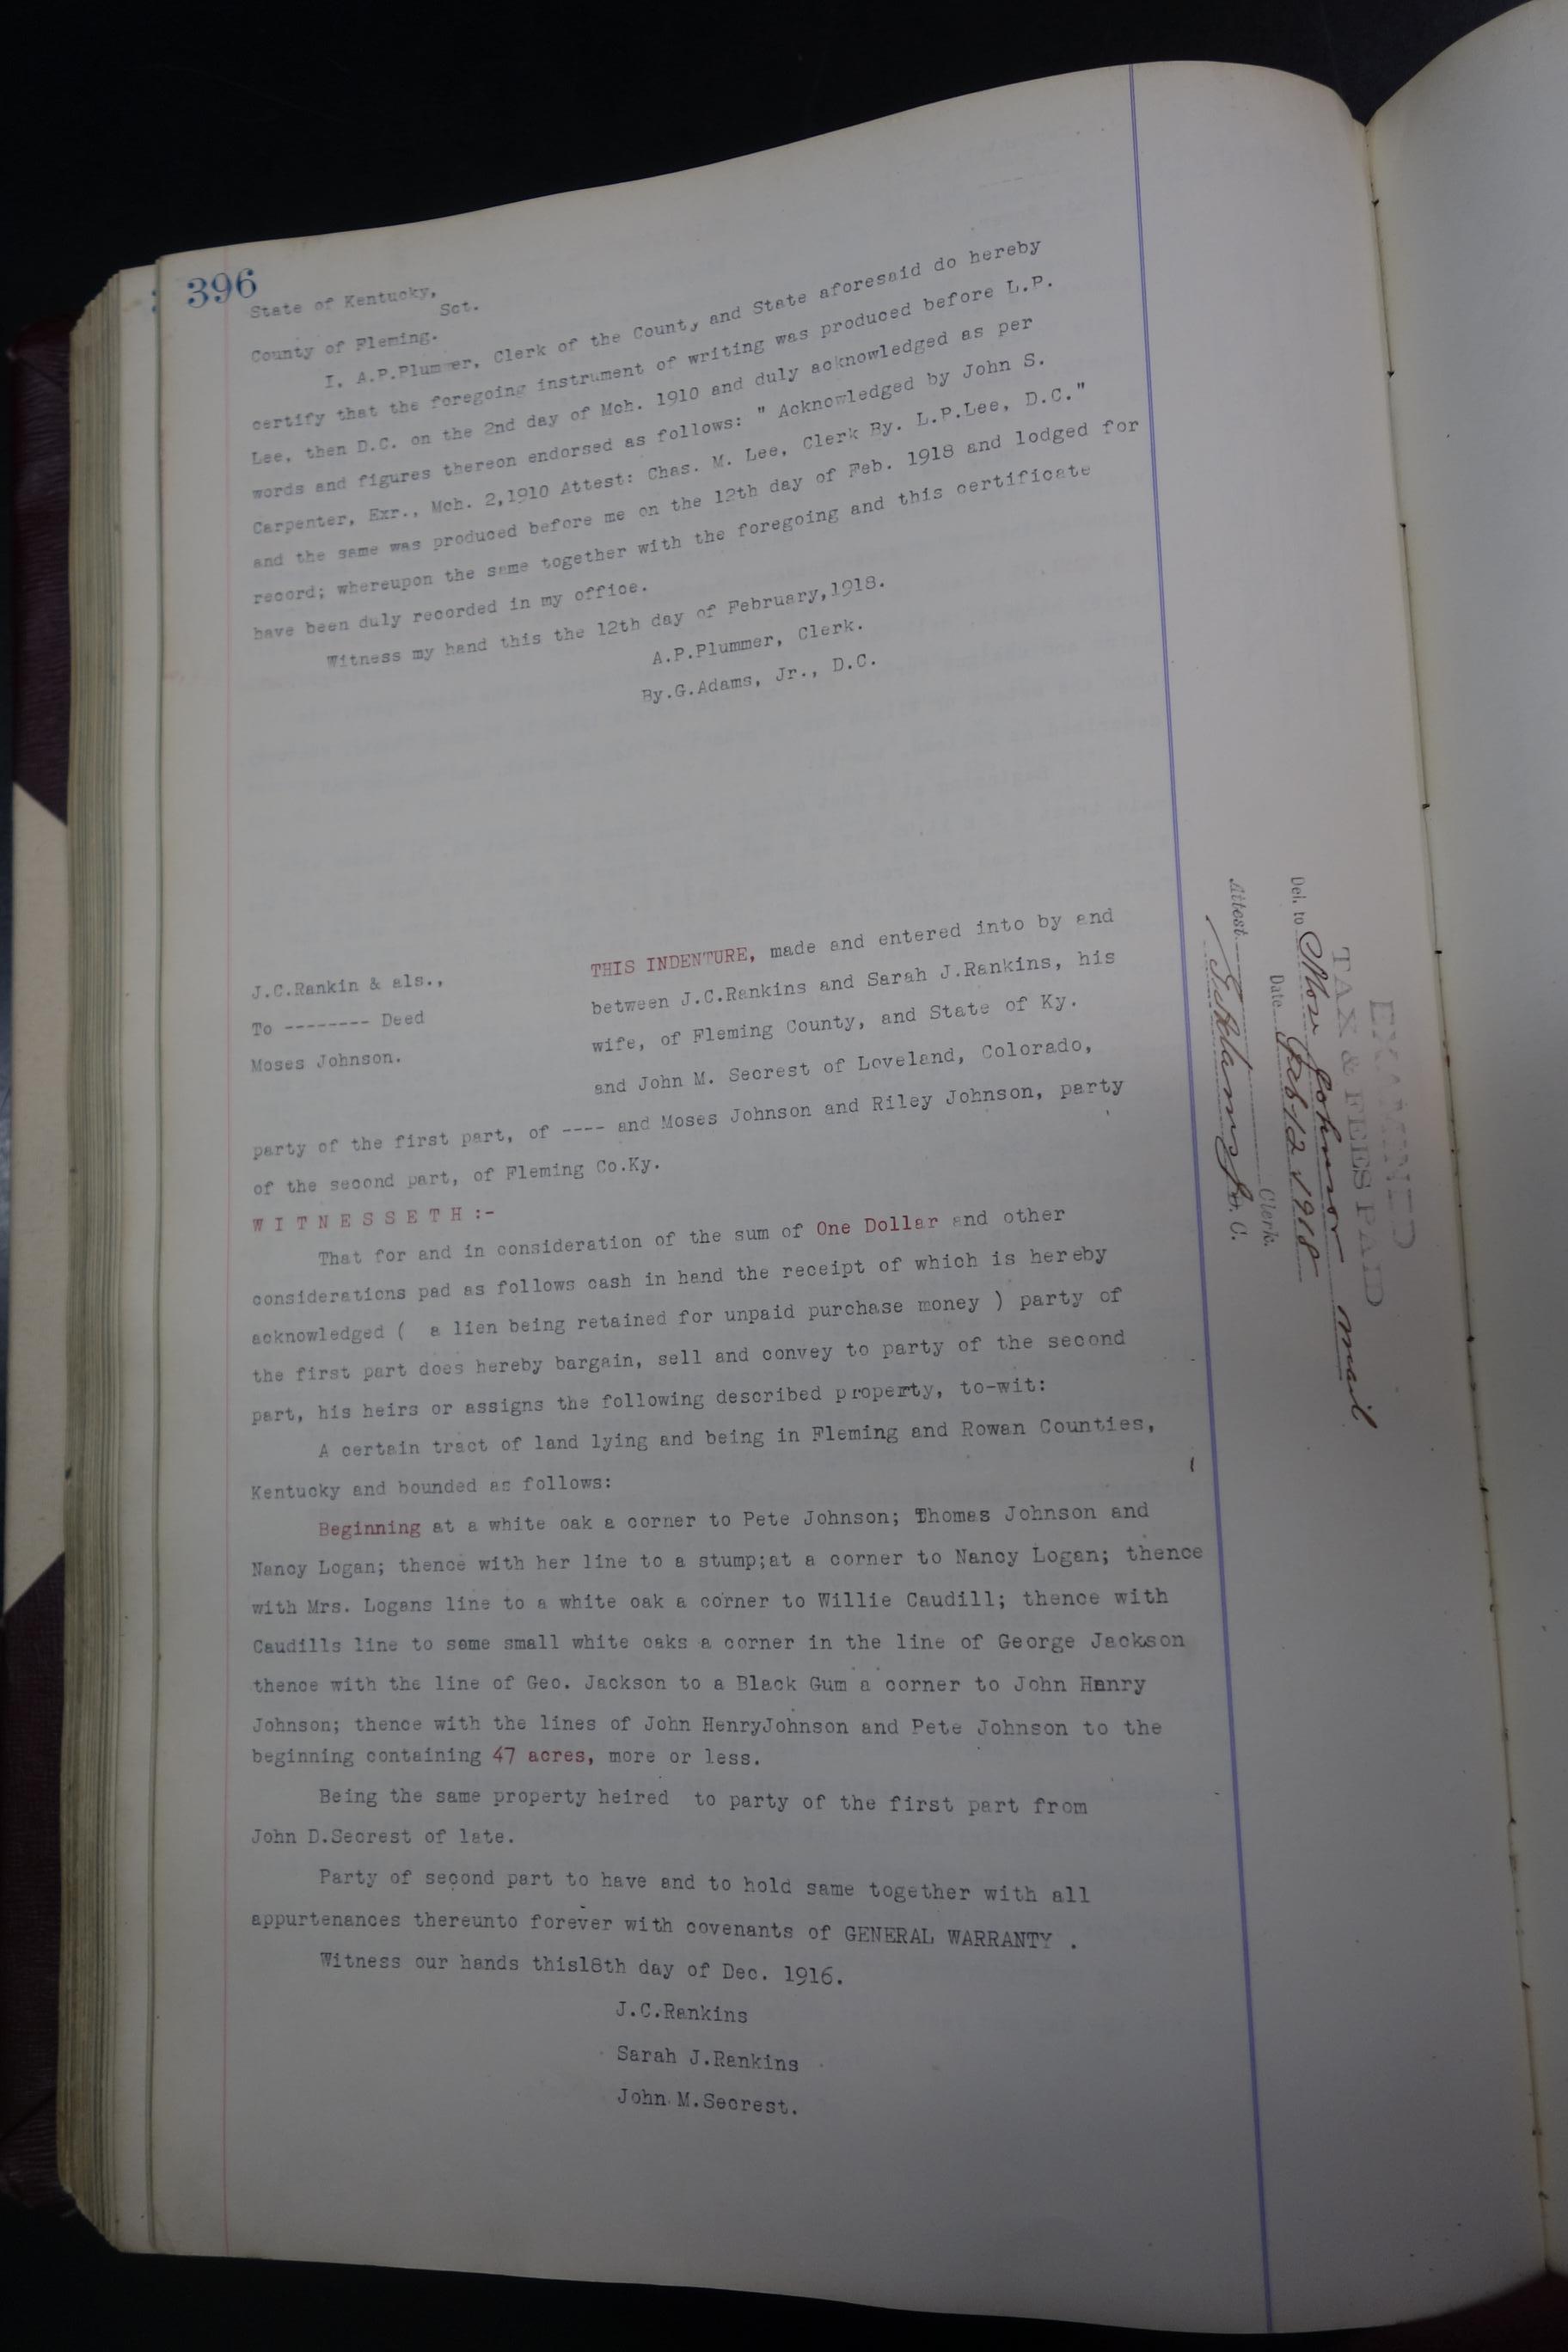 396
State of Kentucky,
Sct.
County of Fleming.
I, A.P.Plummer, Clerk of the County and State aforesaid do hereby
certify that the foregoing instrument of writing was produced before L.P.
Lee, then D.C. on the 2nd day of Mch. 1910 and duly acknowledged as per
words and figures thereon endorsed as follows: " Acknowledged by John S.
Carpenter, Exr., Mch. 2,1910 Attest: Chas. M. Lee, Clerk By. L.P.Lee, D.C."
and the same was produced before me on the 12th day of Feb. 1918 and lodged for
record; whereupon the same together with the foregoing and this certificate
have been duly recorded in my office.
Witness my hand this the 12th day of February,1918.
A.P.Plummer, Clerk.
By.G.Adams, Jr., D.C.
J.C.Rankin & als.,
To -------- Deed
Moses Johnson.
THIS INDENTURE, made and entered into by and
between J.C.Rankins and Sarah J.Rankins, his
wife, of Fleming County, and State of Ky.
and John M. Secrest of Loveland, Colorado,
party of the first part, of ---- and Moses Johnson and Riley Johnson, party
of the second part, of Fleming Co.Ky.
W I T N E S S E T H :-
That for and in consideration of the sum of One Dollar and other
considerations pad as follows cash in hand the receipt of which is hereby
acknowledged ( a lien being retained for unpaid purchase money ) party of
the first part does hereby bargain, sell and convey to party of the second
part, his heirs or assigns the following described property, to-wit:
A certain tract of land lying and being in Fleming and Rowan Counties,
Kentucky and bounded as follows:
Beginning at a white oak a corner to Pete Johnson; Thomas Johnson and
Nancy Logan; thence with her line to a stump;at a corner to Nancy Logan; thence
with Mrs. Logans line to a white oak a corner to Willie Caudill; thence with
Caudills line to some small white oaks a corner in the line of George Jackson
thence with the line of Geo. Jackson to a Black Gum a corner to John Henry
Johnson; thence with the lines of John HenryJohnson and Pete Johnson to the
beginning containing 47 acres, more or less.
Being the same property heired to party of the first part from
John D.Secrest of late.
Party of second part to have and to hold same together with all
appurtenances thereunto forever with covenants of GENERAL WARRANTY .
Witness our hands this18th day of Dec. 1916.
J.C.Rankins
Sarah J.Rankins
John M.Secrest.
EXAMINED
TAX & FEES PAID
Del. to Mose Johnson mail
Date Feb 12 1918
Clerk.
Attest G Adams Jr D. C.